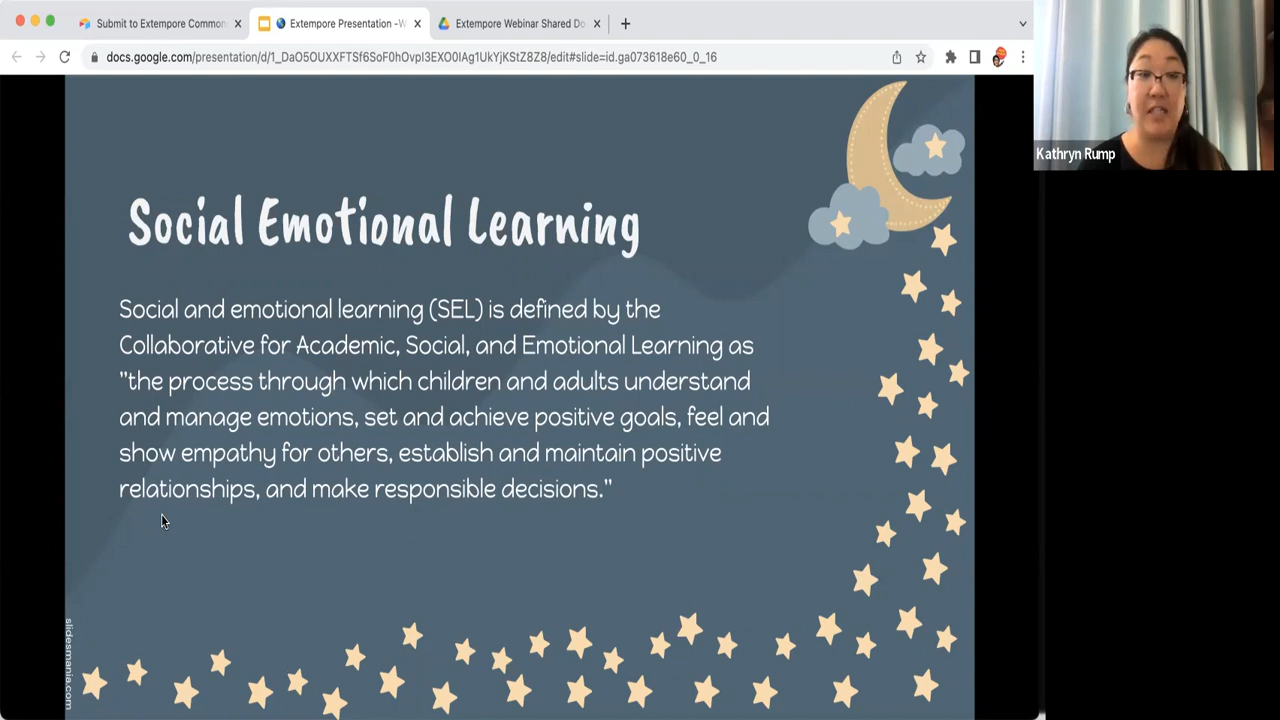 Submit to Extempore Common
Extempore Presentation - W
Extempore Webinar Shared Do
docs.google.com/presentation/d/1_DaO5OUXXFTSf6SoF0hOvpI3EXO0IAg1UkYjKStZ8Z8/edit#slide=id.ga073618e60_0_16
Kathryn Rump
Social Emotional Learning
Social and emotional learning (SEL) is defined by the
Collaborative for Academic, Social, and Emotional Learning as
"the process through which children and adults understand
and manage emotions, set and achieve positive goals, feel and
show empathy for others, establish and maintain positive
relationships, and make responsible decisions."
slidesmania.com